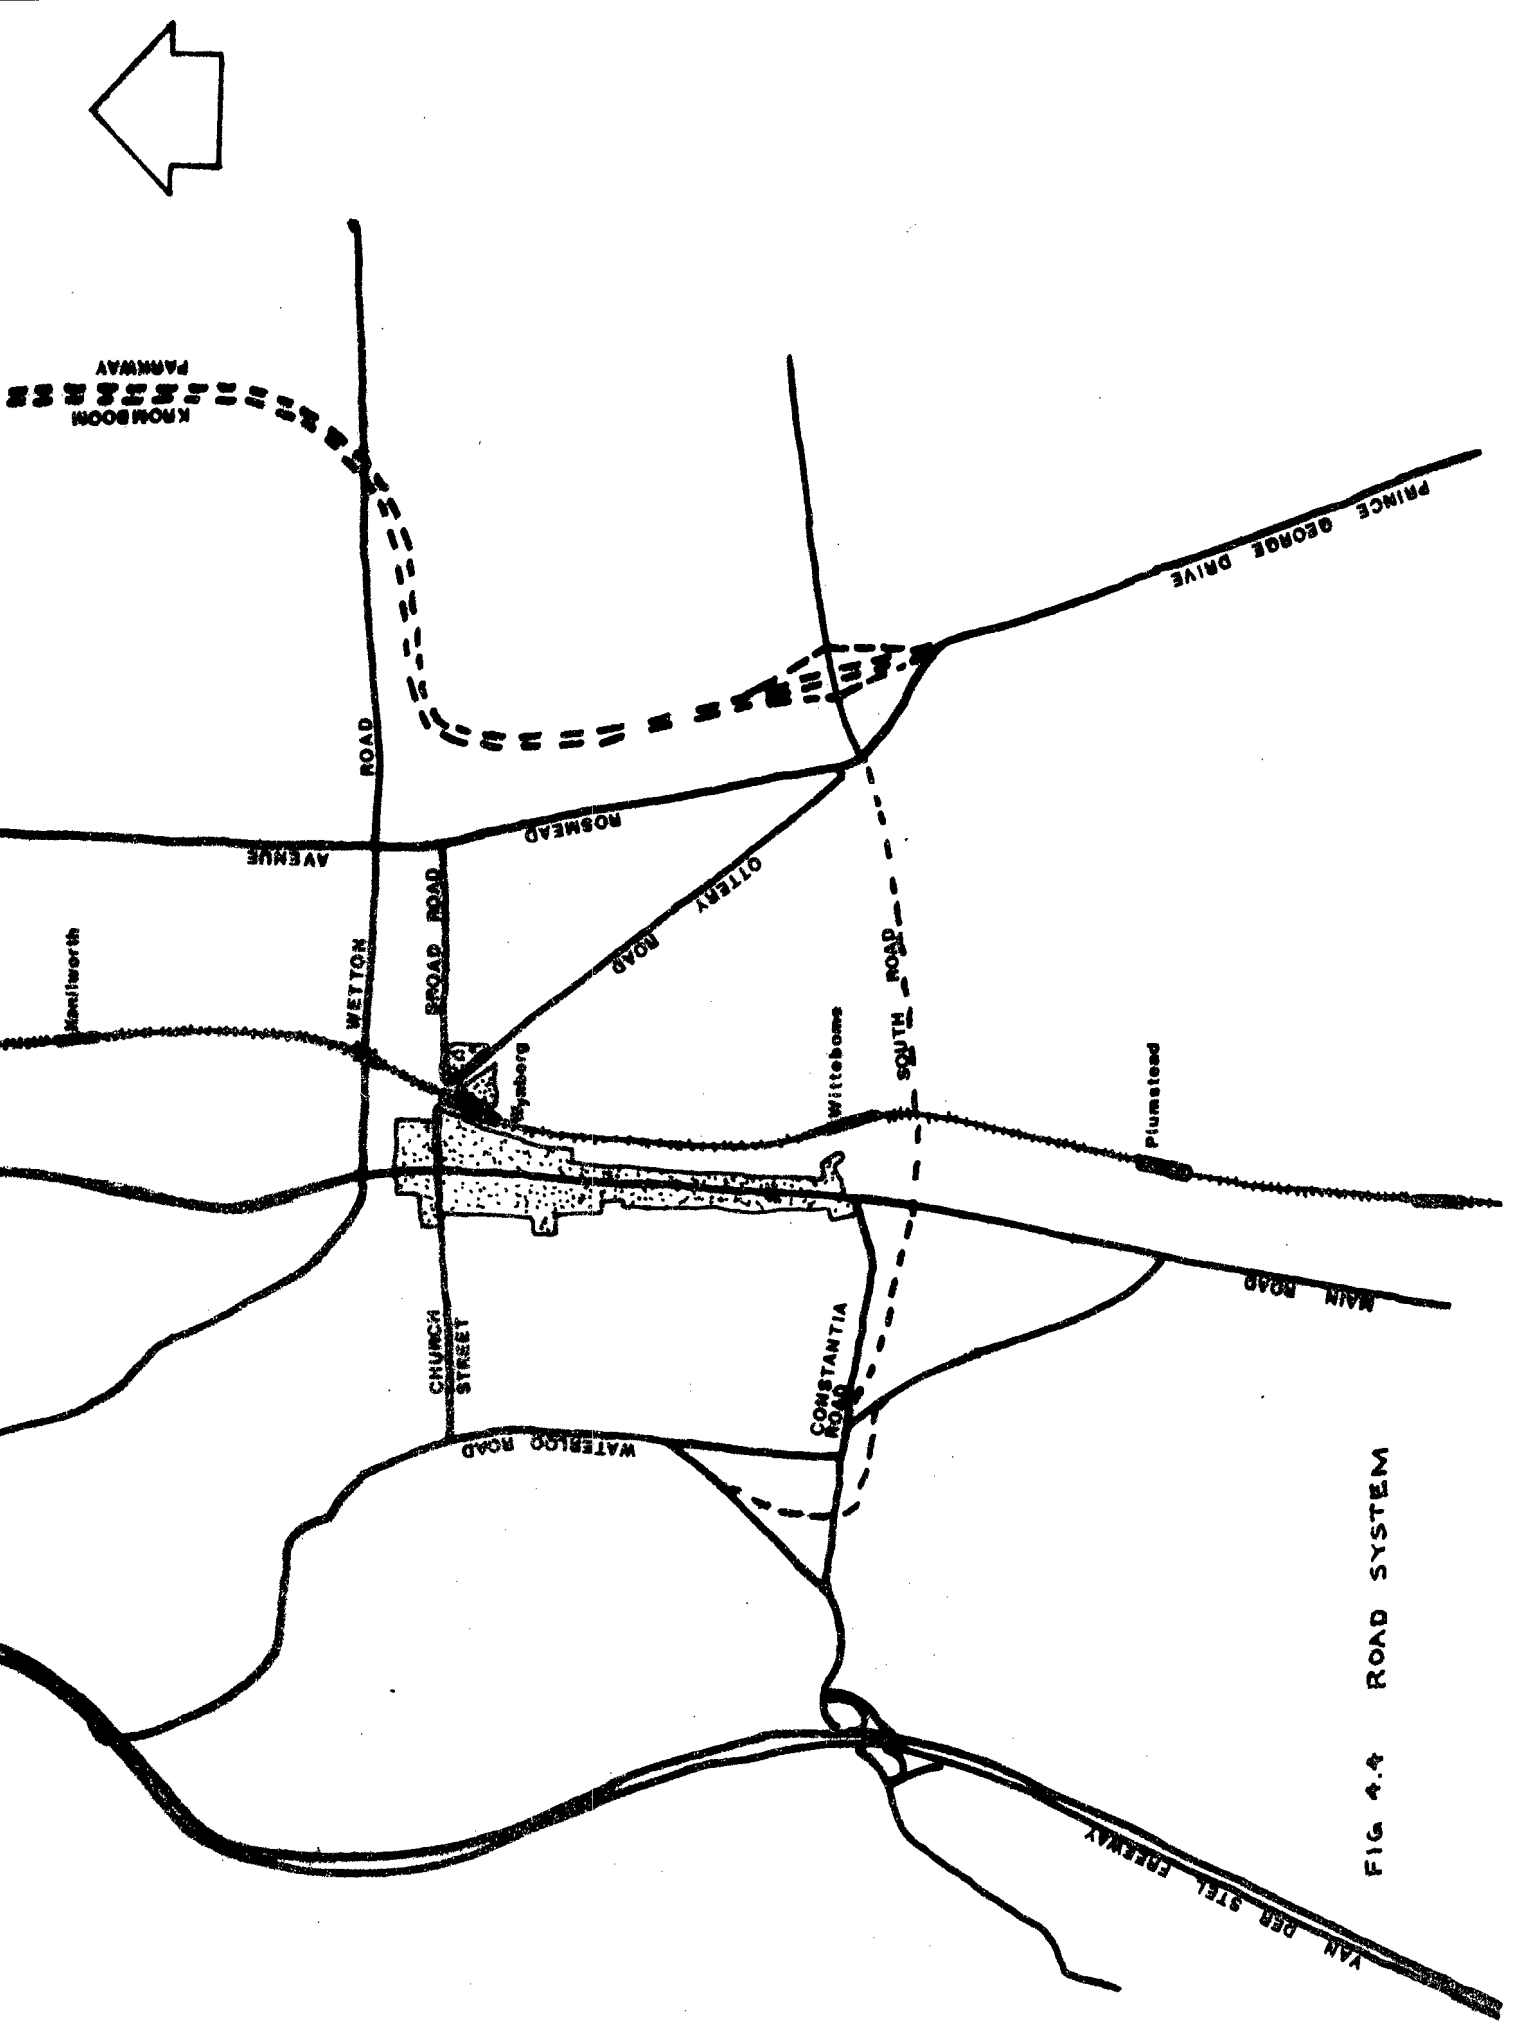 KROMBOOM
PARKWAY
PRINCE GEORGE DRIVE
WETTON ROAD
ROSMEAD AVENUE
BROAD ROAD
OTTERY ROAD
SOUTH ROAD
Kenilworth
Wynberg
Wittebome
Plumstead
MAIN ROAD
CHURCH
STREET
CONSTANTIA
ROAD
WATERLOO ROAD
VAN DER STEL FREEWAY
FIG 4.4 ROAD SYSTEM